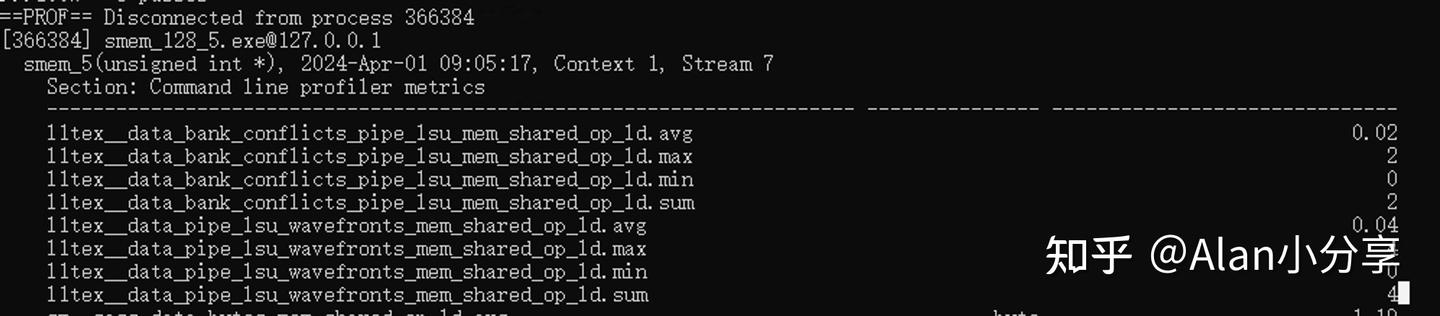 ==PROF== Disconnected from process 366384
[366384] smem_128_5.exe@127.0.0.1
smem_5(unsigned int *), 2024-Apr-01 09:05:17, Context 1, Stream 7
Section: Command line profiler metrics
l1tex__data_bank_conflicts_pipe_lsu_mem_shared_op_ld.avg 0.02
l1tex__data_bank_conflicts_pipe_lsu_mem_shared_op_ld.max 2
l1tex__data_bank_conflicts_pipe_lsu_mem_shared_op_ld.min 0
l1tex__data_bank_conflicts_pipe_lsu_mem_shared_op_ld.sum 2
l1tex__data_pipe_lsu_wavefronts_mem_shared_op_ld.avg 0.04
l1tex__data_pipe_lsu_wavefronts_mem_shared_op_ld.max
l1tex__data_pipe_lsu_wavefronts_mem_shared_op_ld.min 0
l1tex__data_pipe_lsu_wavefronts_mem_shared_op_ld.sum 4
知乎 @Alan小分享